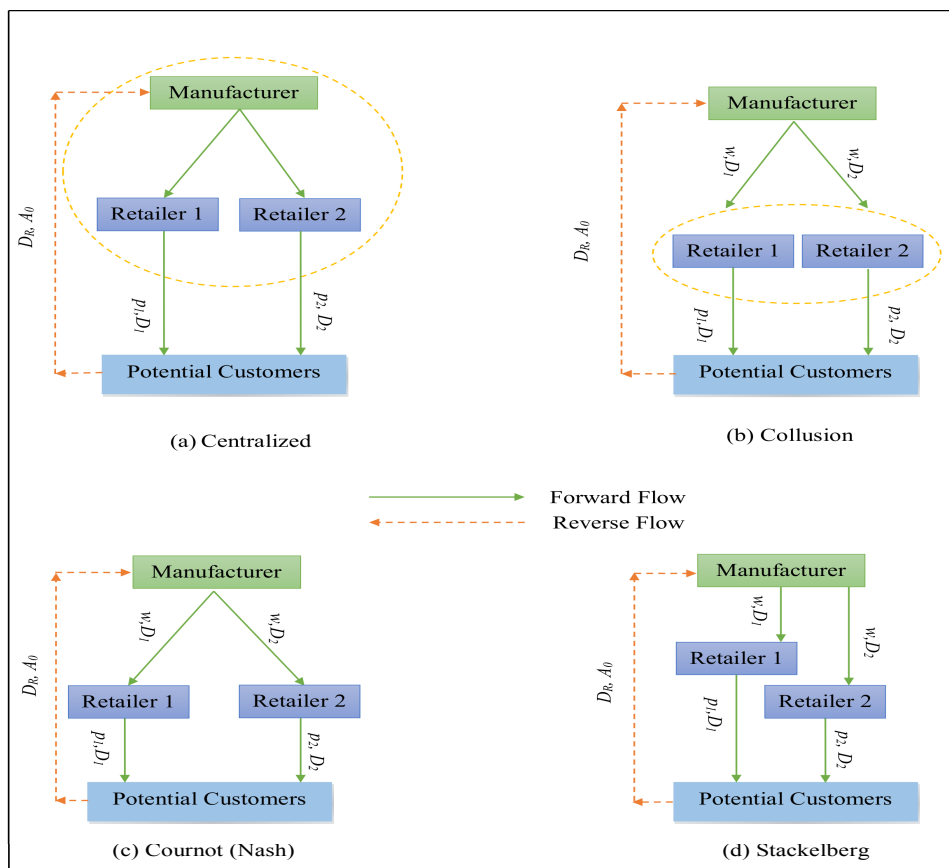 Manufacturer
D_R, A_0
Retailer 1
Retailer 2
p_1,D_1
p_2, D_2
Potential Customers
(a) Centralized
Manufacturer
w,D_1
w,D_2
D_R, A_0
Retailer 1
Retailer 2
p_1,D_1
p_2, D_2
Potential Customers
(b) Collusion
Forward Flow
Reverse Flow
Manufacturer
w,D_1
w,D_2
D_R, A_0
Retailer 1
Retailer 2
p_1,D_1
p_2, D_2
Potential Customers
(c) Cournot (Nash)
Manufacturer
w,D_1
w,D_2
D_R, A_0
Retailer 1
Retailer 2
p_1,D_1
p_2, D_2
Potential Customers
(d) Stackelberg